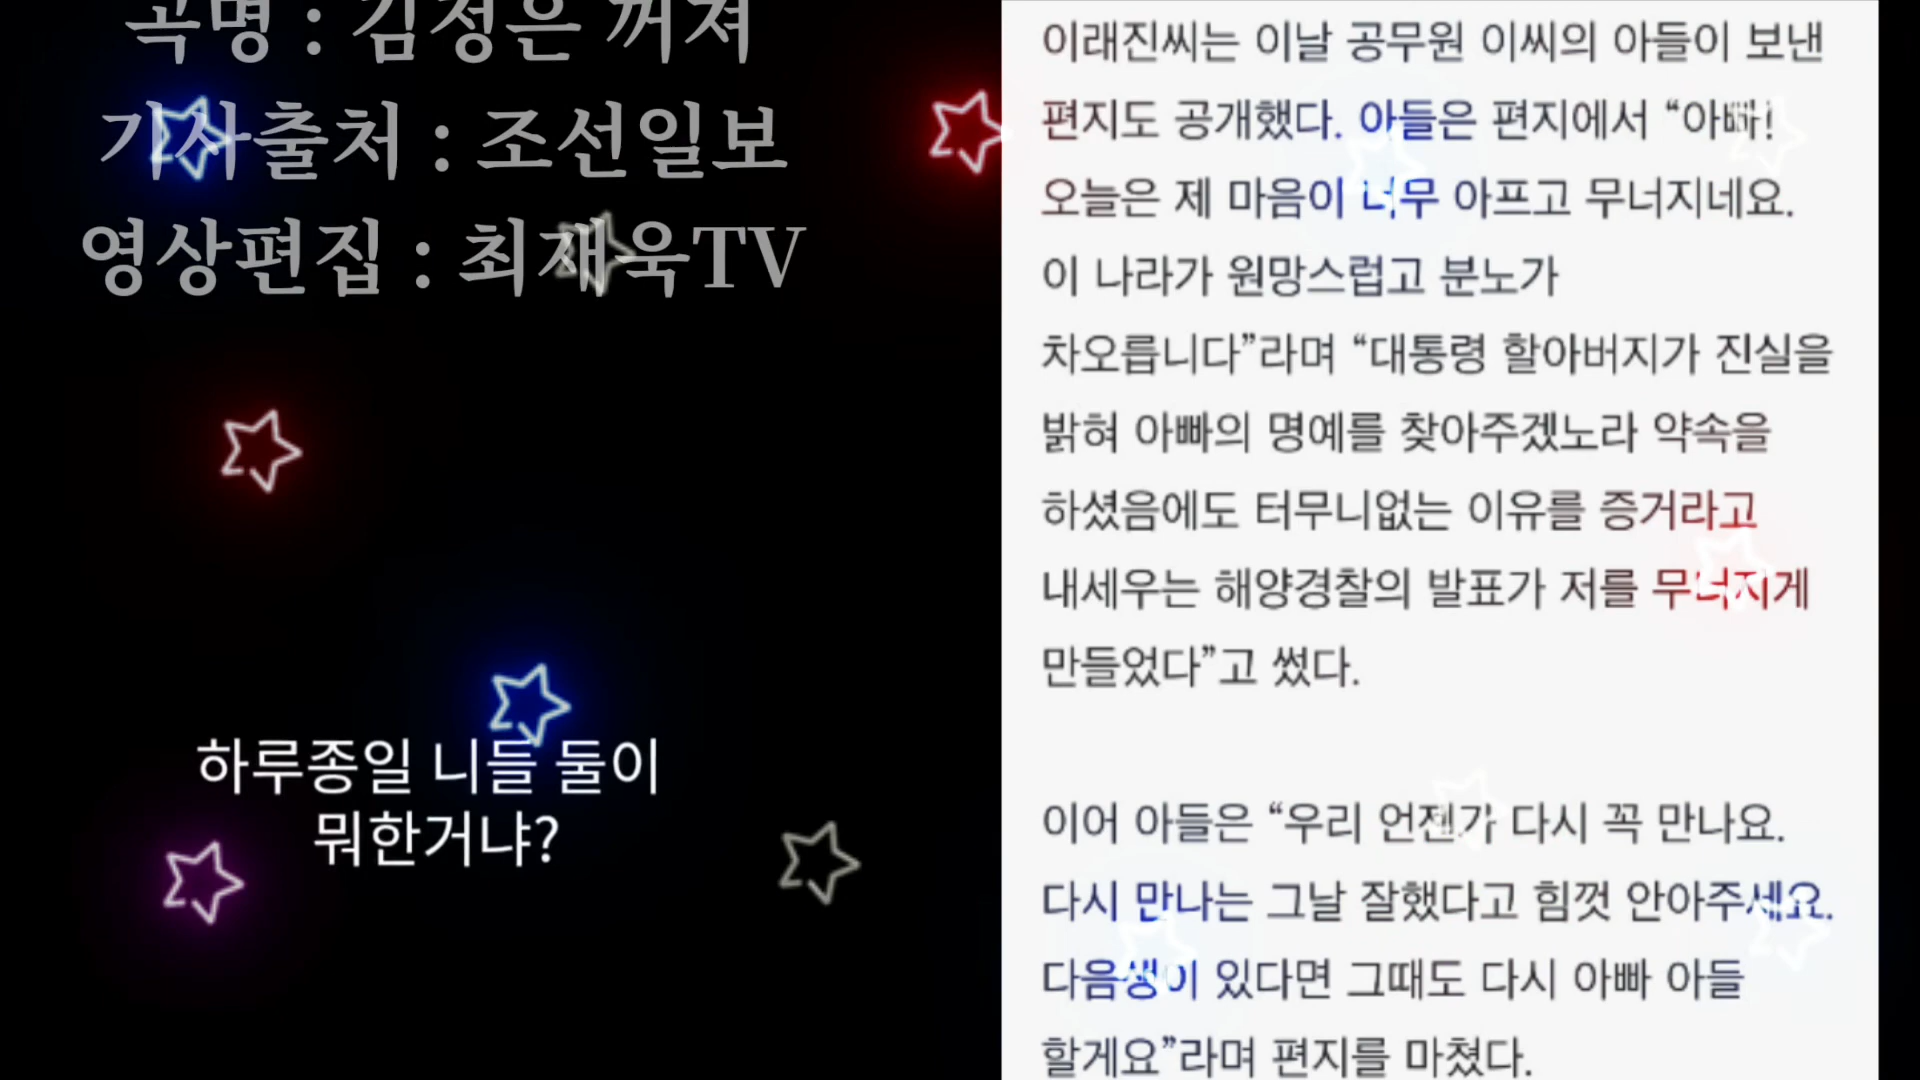 곡명 : 김정은 꺼져
기사출처 : 조선일보
영상편집 : 최재욱TV
하루종일 니들 둘이
뭐한거냐?
이래진씨는 이날 공무원 이씨의 아들이 보낸
편지도 공개했다. 아들은 편지에서 “아빠!
오늘은 제 마음이 너무 아프고 무너지네요.
이 나라가 원망스럽고 분노가
차오릅니다”라며 “대통령 할아버지가 진실을
밝혀 아빠의 명예를 찾아주겠노라 약속을
하셨음에도 터무니없는 이유를 증거라고
내세우는 해양경찰의 발표가 저를 무너지게
만들었다”고 썼다.
이어 아들은 “우리 언젠가 다시 꼭 만나요.
다시 만나는 그날 잘했다고 힘껏 안아주세요.
다음생이 있다면 그때도 다시 아빠 아들
할게요”라며 편지를 마쳤다.